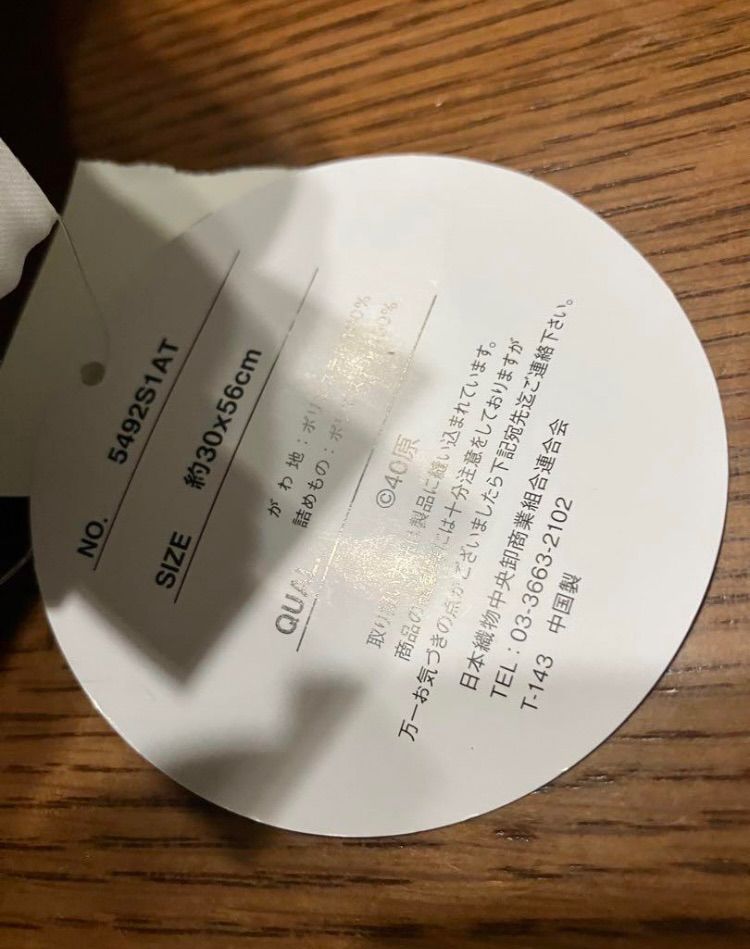 NO. 5492S1AT
SIZE 約30x56cm
がわ地：ポリ
詰めもの：ポ
QUAL
©40原
取り 製品に縫い込まれています。
商品の には十分注意をしておりますが
万一お気づきの点がございましたら下記宛先迄ご連絡下さい。
日本織物中央卸商業組合連合会
TEL：03-3663-2102
T-143 中国製